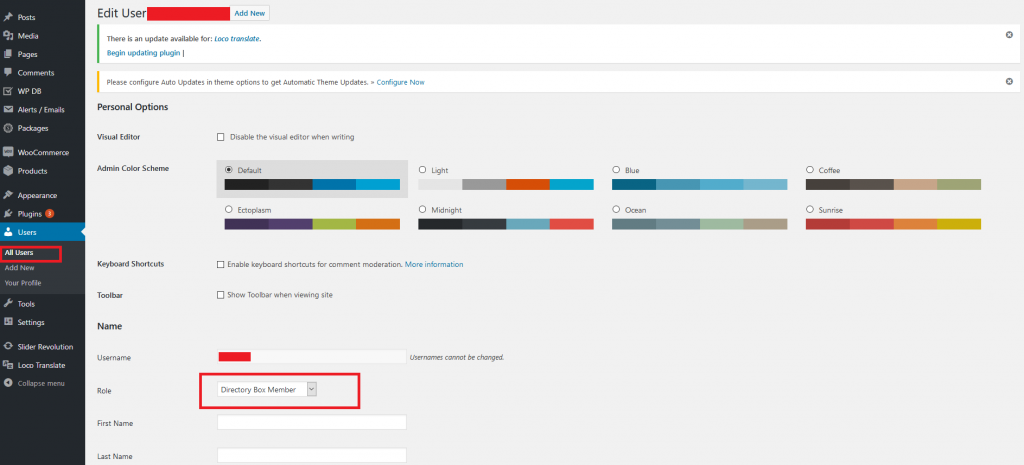 Posts
Media
Pages
Comments
WP DB
Alerts / Emails
Packages
WooCommerce
Products
Appearance
Plugins 3
Users
All Users
Add New
Your Profile
Tools
Settings
Slider Revolution
Loco Translate
Collapse menu
Edit User Add New
There is an update available for: Loco translate.
Begin updating plugin |
Please configure Auto Updates in theme options to get Automatic Theme Updates. » Configure Now
Personal Options
Visual Editor Disable the visual editor when writing
Admin Color Scheme Default Light Blue Coffee
Ectoplasm Midnight Ocean Sunrise
Keyboard Shortcuts Enable keyboard shortcuts for comment moderation. More information
Toolbar Show Toolbar when viewing site
Name
Username Usernames cannot be changed.
Role Directory Box Member
First Name
Last Name